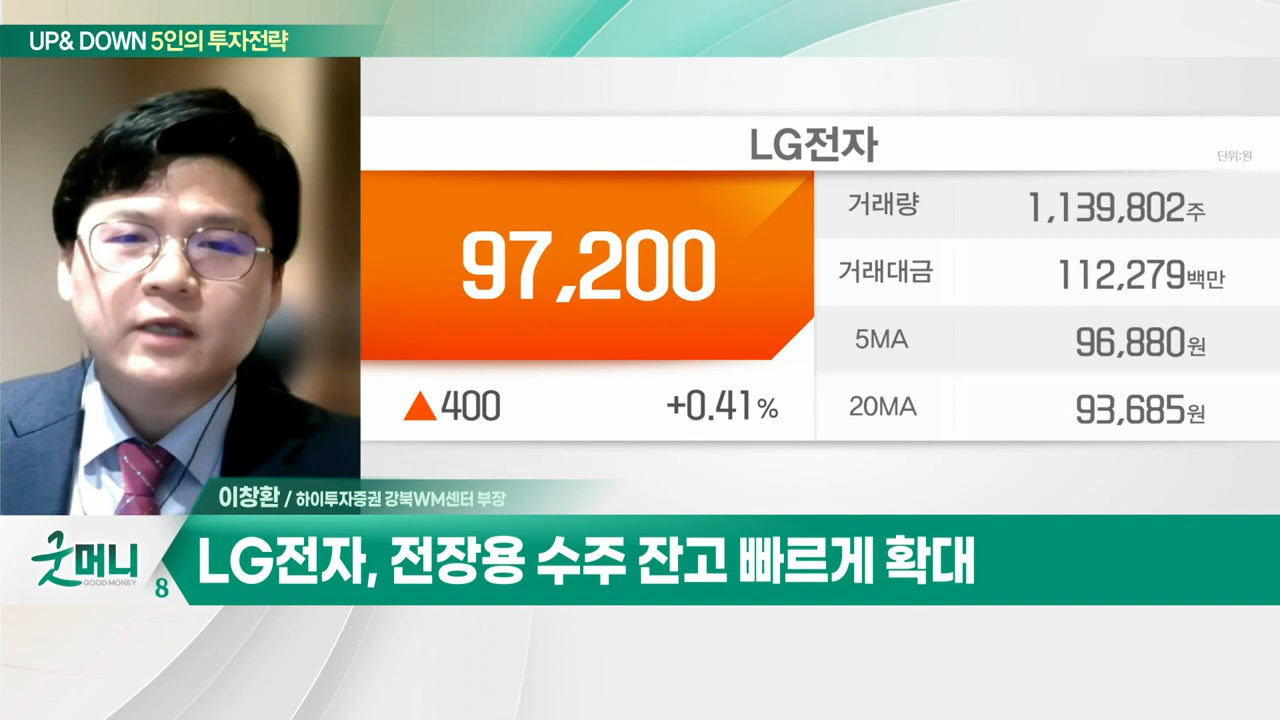 UP& DOWN 5인의 투자전략
LG전자
단위:원
97,200
▲400 +0.41%
거래량 1,139,802주
거래대금 112,279백만
5MA 96,880원
20MA 93,685원
이창환 / 하이투자증권 강북WM센터 부장
굿머니
GOOD MONEY
8
LG전자, 전장용 수주 잔고 빠르게 확대